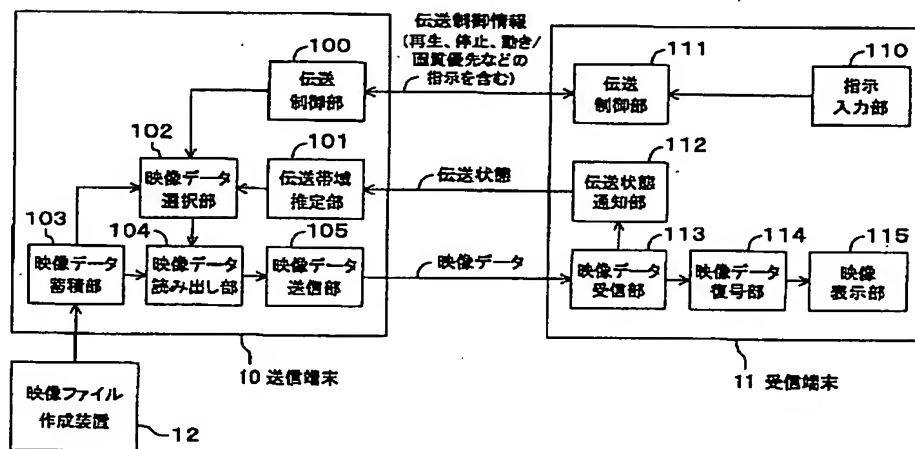 伝送制御情報
(再生、停止、動き/
画質優先などの
指示を含む)
100
伝送
制御部
111
伝送
制御部
110
指示
入力部
102
映像データ
選択部
101
伝送帯域
推定部
伝送状態
112
伝送状態
通知部
103
映像データ
蓄積部
104
映像データ
読み出し部
105
映像データ
送信部
映像データ
113
映像データ
受信部
114
映像データ
復号部
115
映像
表示部
10 送信端末
11 受信端末
映像ファイル
作成装置
12